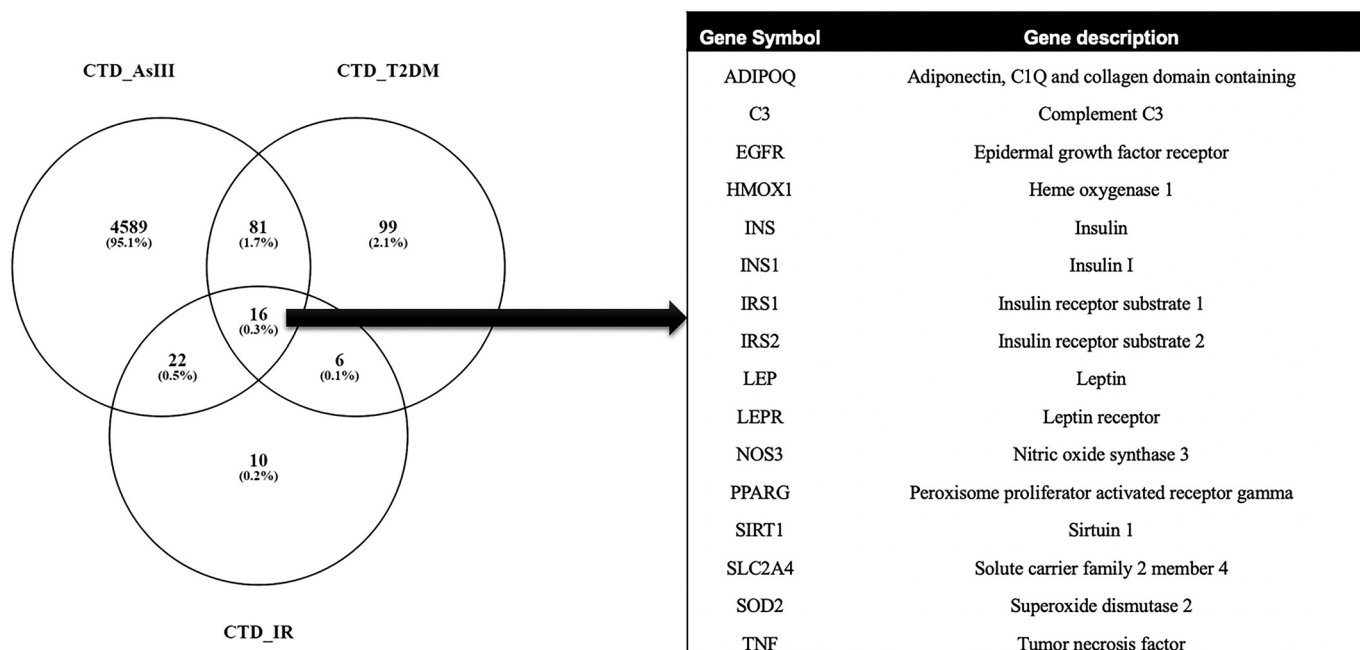 CTD_AsIII
CTD_T2DM
4589
(95.1%)
81
(1.7%)
99
(2.1%)
16
(0.3%)
22
(0.5%)
6
(0.1%)
10
(0.2%)
CTD_IR
Gene Symbol Gene description
ADIPOQ Adiponectin, C1Q and collagen domain containing
C3 Complement C3
EGFR Epidermal growth factor receptor
HMOX1 Heme oxygenase 1
INS Insulin
INS1 Insulin I
IRS1 Insulin receptor substrate 1
IRS2 Insulin receptor substrate 2
LEP Leptin
LEPR Leptin receptor
NOS3 Nitric oxide synthase 3
PPARG Peroxisome proliferator activated receptor gamma
SIRT1 Sirtuin 1
SLC2A4 Solute carrier family 2 member 4
SOD2 Superoxide dismutase 2
TNF Tumor necrosis factor